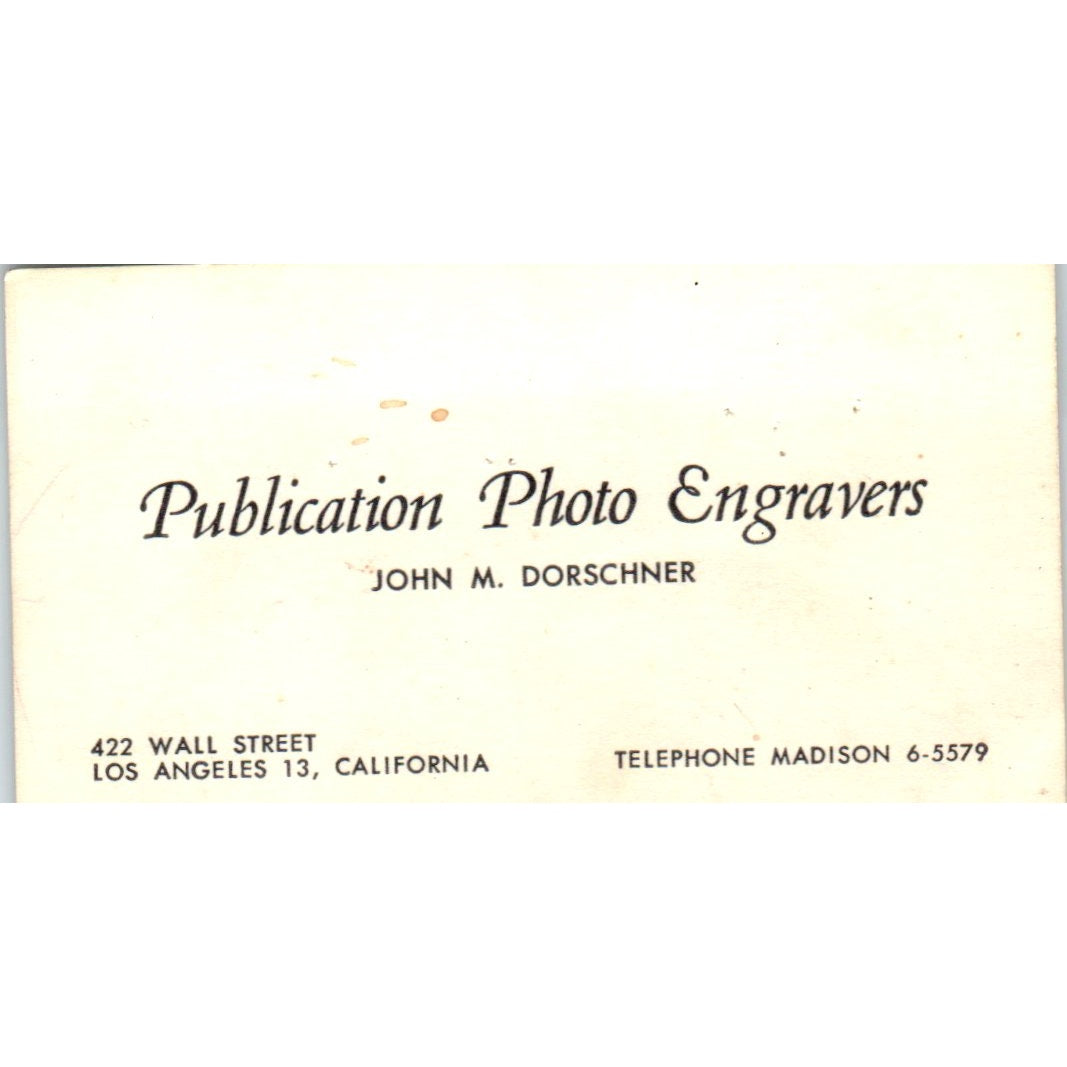 Publication Photo Engravers
JOHN M. DORSCHNER
422 WALL STREET
LOS ANGELES 13, CALIFORNIA
TELEPHONE MADISON 6-5579